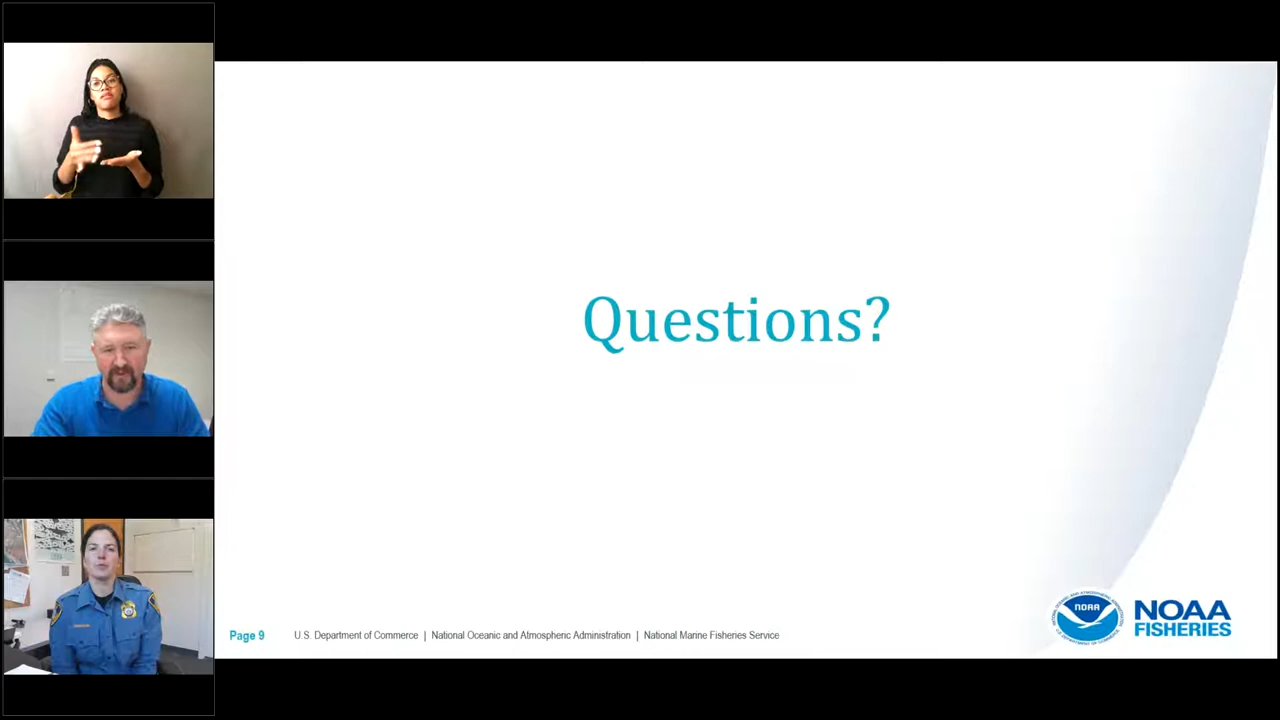 Questions?
Page 9
U.S. Department of Commerce | National Oceanic and Atmospheric Administration | National Marine Fisheries Service
NOAA
NOAA
FISHERIES